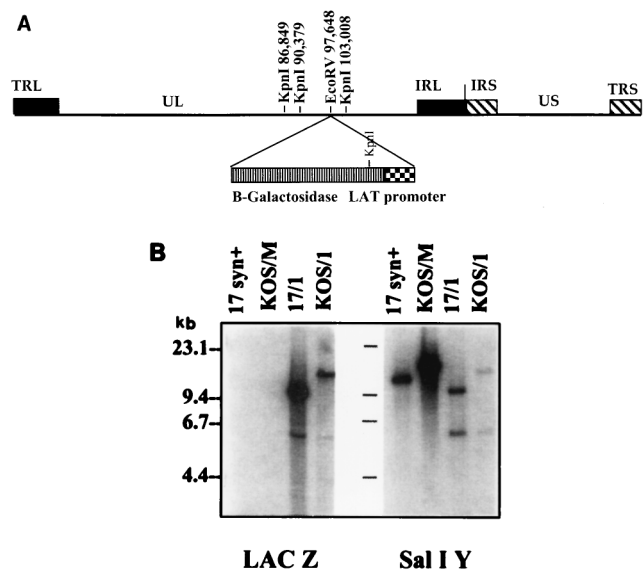 A
KpnI 86,849
KpnI 90,379
EcoRV 97,648
KpnI 103,008
TRL
UL
IRL
IRS
US
TRS
KpnI
B-Galactosidase LAT promoter
B
17 syn+
KOS/M
17/1
KOS/1
17 syn+
KOS/M
17/1
KOS/1
kb
23.1
9.4
6.7
4.4
LAC Z
Sal I Y